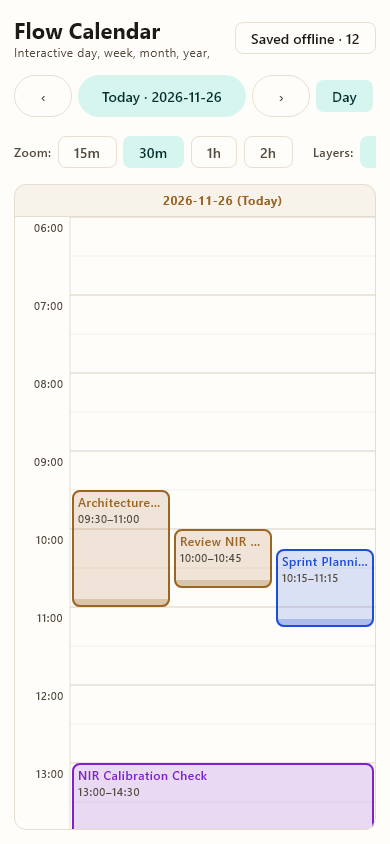 Flow Calendar
Interactive day, week, month, year,
Saved offline · 12
‹
Today · 2026-11-26
›
Day
Zoom:
15m
30m
1h
2h
Layers:
2026-11-26 (Today)
06:00
07:00
08:00
09:00
Architecture...
09:30–11:00
10:00
Review NIR ...
10:00–10:45
Sprint Planni...
10:15–11:15
11:00
12:00
13:00
NIR Calibration Check
13:00–14:30